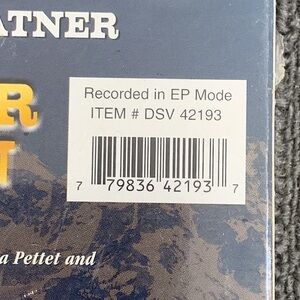 ATNER
Recorded in EP Mode
ITEM # DSV 42193
R
7 79836 42193 7
a Pettet and